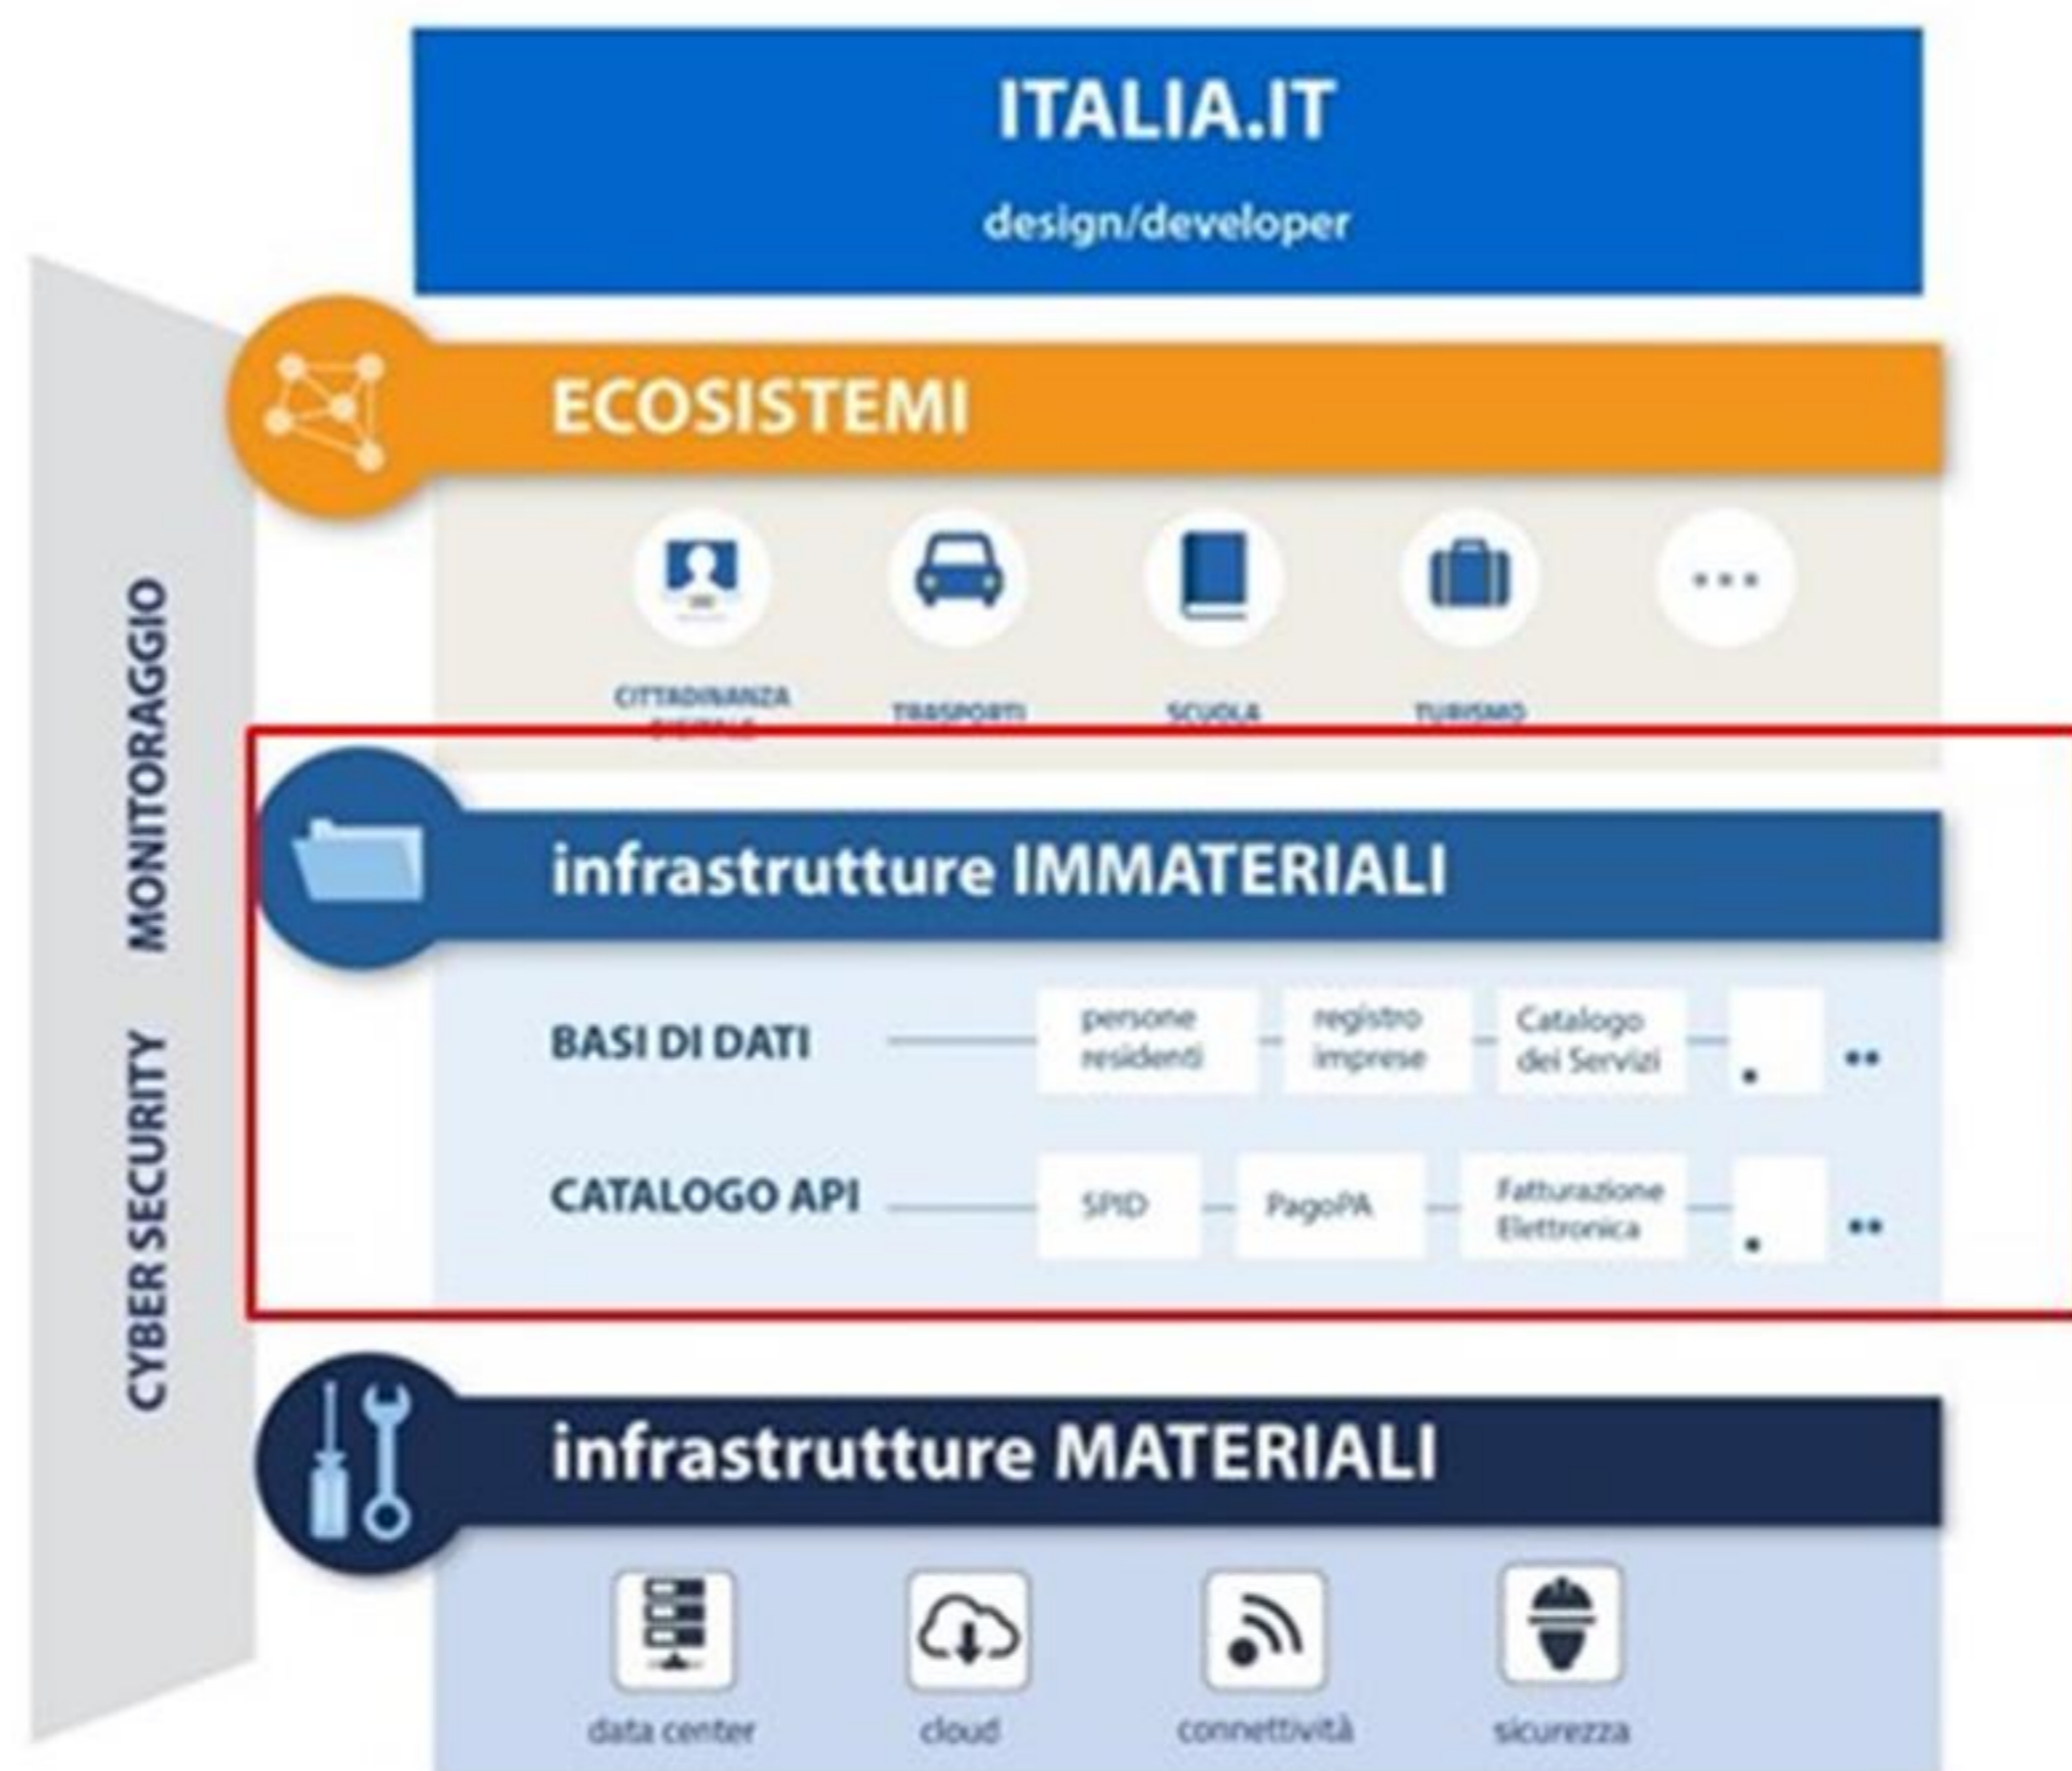 ITALIA.IT
design/developer
ECOSISTEMI
CITTADINANZA
DIGITALE
TRASPORTI
SCUOLA
TURISMO
MONITORAGGIO
CYBER SECURITY
infrastrutture IMMATERIALI
BASI DI DATI
persone
residenti
registro
imprese
Catalogo
dei Servizi
CATALOGO API
SPID
PagoPA
Fatturazione
Elettronica
infrastrutture MATERIALI
data center
cloud
connettività
sicurezza